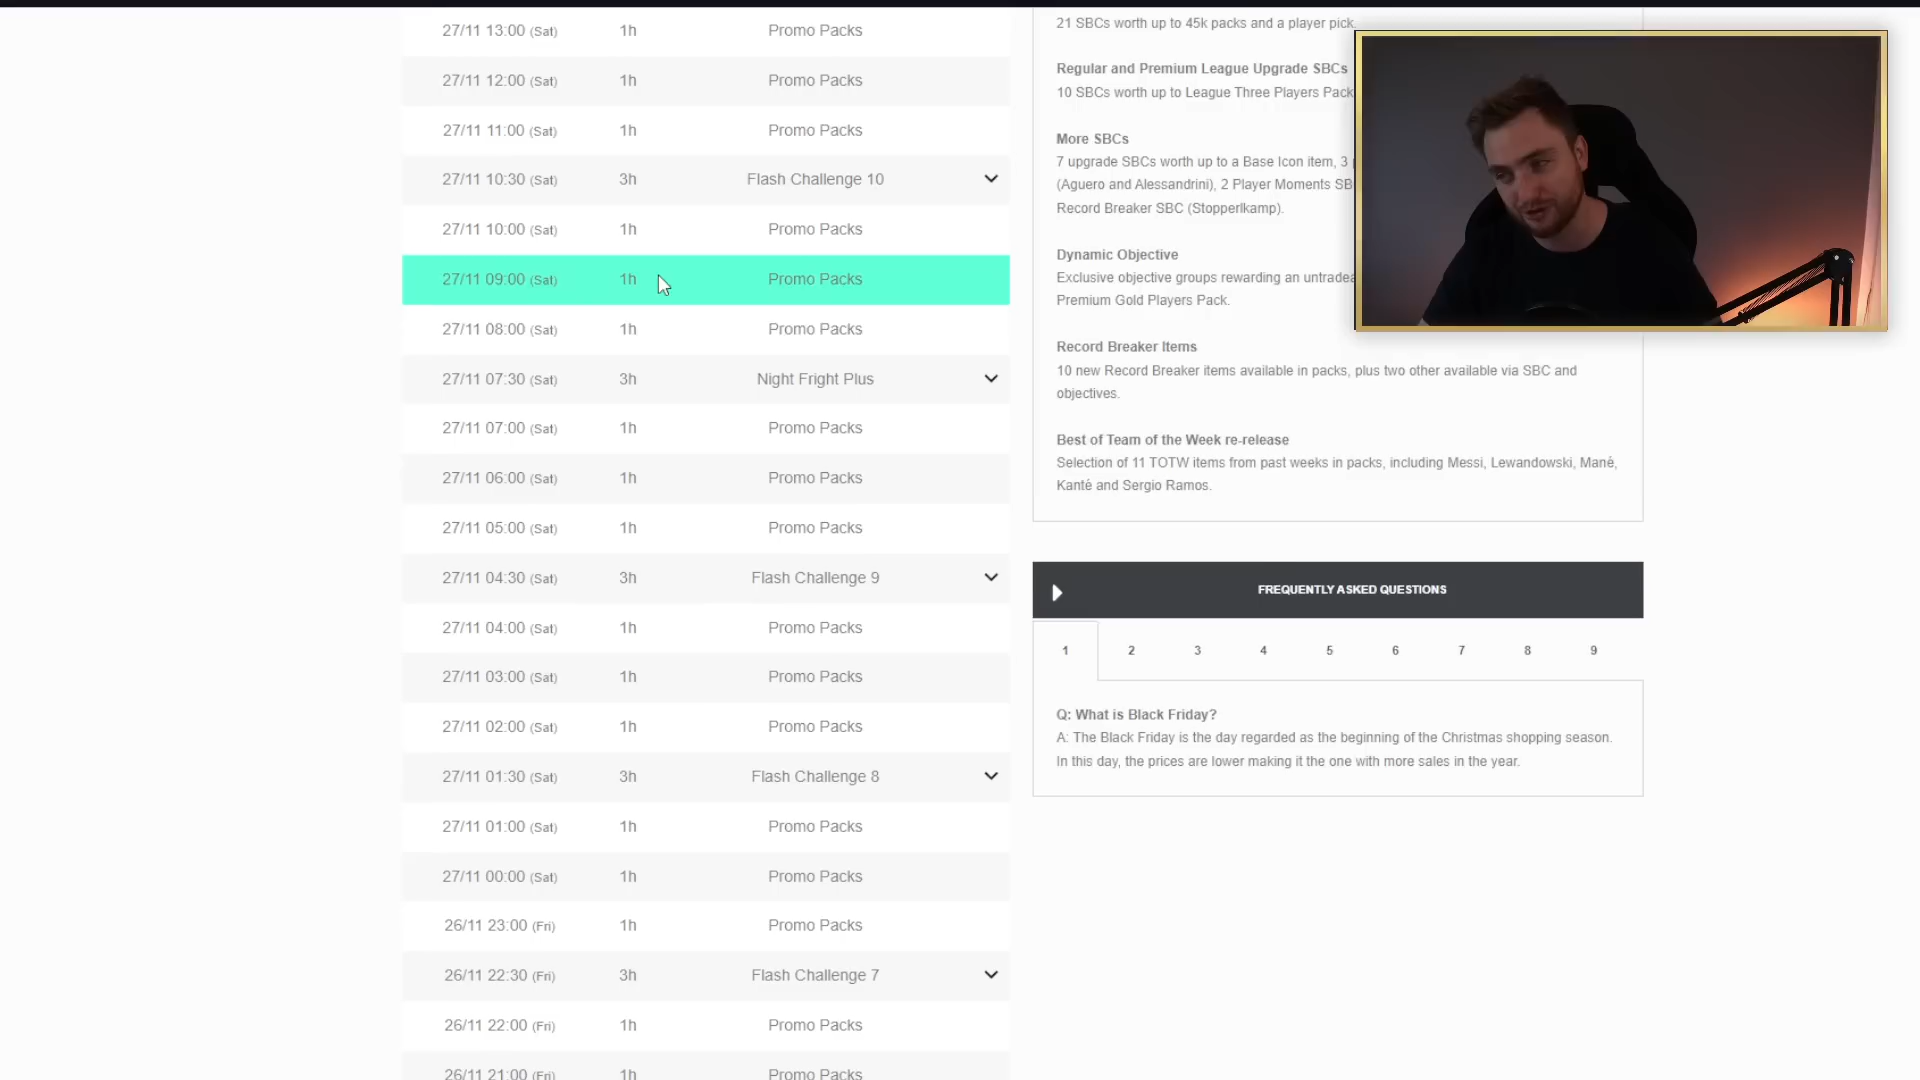 27/11 13:00 (Sat) 1h Promo Packs
27/11 12:00 (Sat) 1h Promo Packs
27/11 11:00 (Sat) 1h Promo Packs
27/11 10:30 (Sat) 3h Flash Challenge 10
27/11 10:00 (Sat) 1h Promo Packs
27/11 09:00 (Sat) 1h Promo Packs
27/11 08:00 (Sat) 1h Promo Packs
27/11 07:30 (Sat) 3h Night Fright Plus
27/11 07:00 (Sat) 1h Promo Packs
27/11 06:00 (Sat) 1h Promo Packs
27/11 05:00 (Sat) 1h Promo Packs
27/11 04:30 (Sat) 3h Flash Challenge 9
27/11 04:00 (Sat) 1h Promo Packs
27/11 03:00 (Sat) 1h Promo Packs
27/11 02:00 (Sat) 1h Promo Packs
27/11 01:30 (Sat) 3h Flash Challenge 8
27/11 01:00 (Sat) 1h Promo Packs
27/11 00:00 (Sat) 1h Promo Packs
26/11 23:00 (Fri) 1h Promo Packs
26/11 22:30 (Fri) 3h Flash Challenge 7
26/11 22:00 (Fri) 1h Promo Packs
26/11 21:00 (Fri) 1h Promo Packs
21 SBCs worth up to 45k packs and a player pick.
Regular and Premium League Upgrade SBCs
10 SBCs worth up to League Three Players Pack
More SBCs
7 upgrade SBCs worth up to a Base Icon item, 3
(Aguero and Alessandrini), 2 Player Moments SB
Record Breaker SBC (Stopperlkamp).
Dynamic Objective
Exclusive objective groups rewarding an untradea
Premium Gold Players Pack.
Record Breaker Items
10 new Record Breaker items available in packs, plus two other available via SBC and
objectives.
Best of Team of the Week re-release
Selection of 11 TOTW items from past weeks in packs, including Messi, Lewandowski, Mané,
Kanté and Sergio Ramos.
FREQUENTLY ASKED QUESTIONS
1 2 3 4 5 6 7 8 9
Q: What is Black Friday?
A: The Black Friday is the day regarded as the beginning of the Christmas shopping season.
In this day, the prices are lower making it the one with more sales in the year.